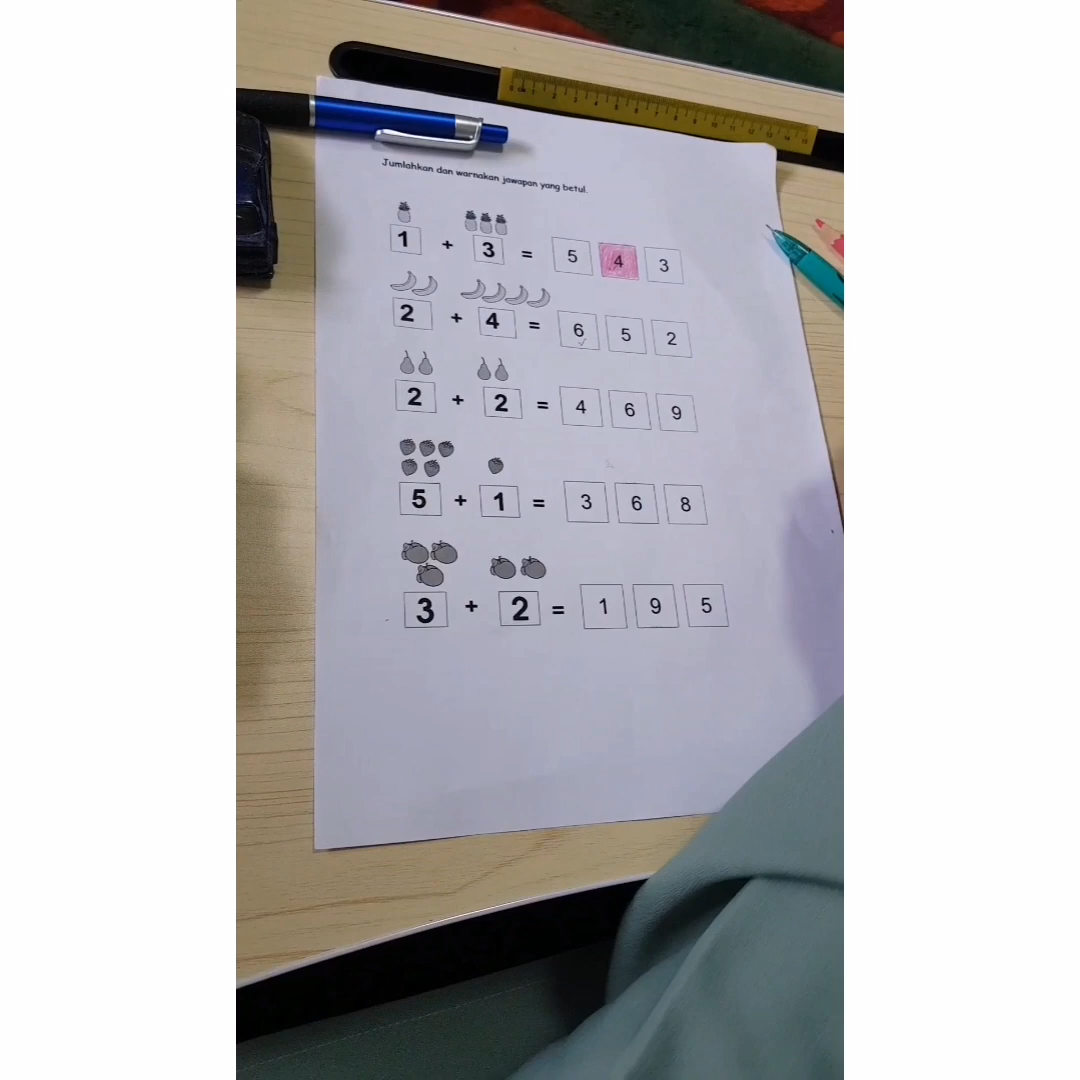 Jumlahkan dan warnakan jawapan yang betul.
1 + 3 = 5 4 3
2 + 4 = 6 5 2
2 + 2 = 4 6 9
5 + 1 = 3 6 8
3 + 2 = 1 9 5